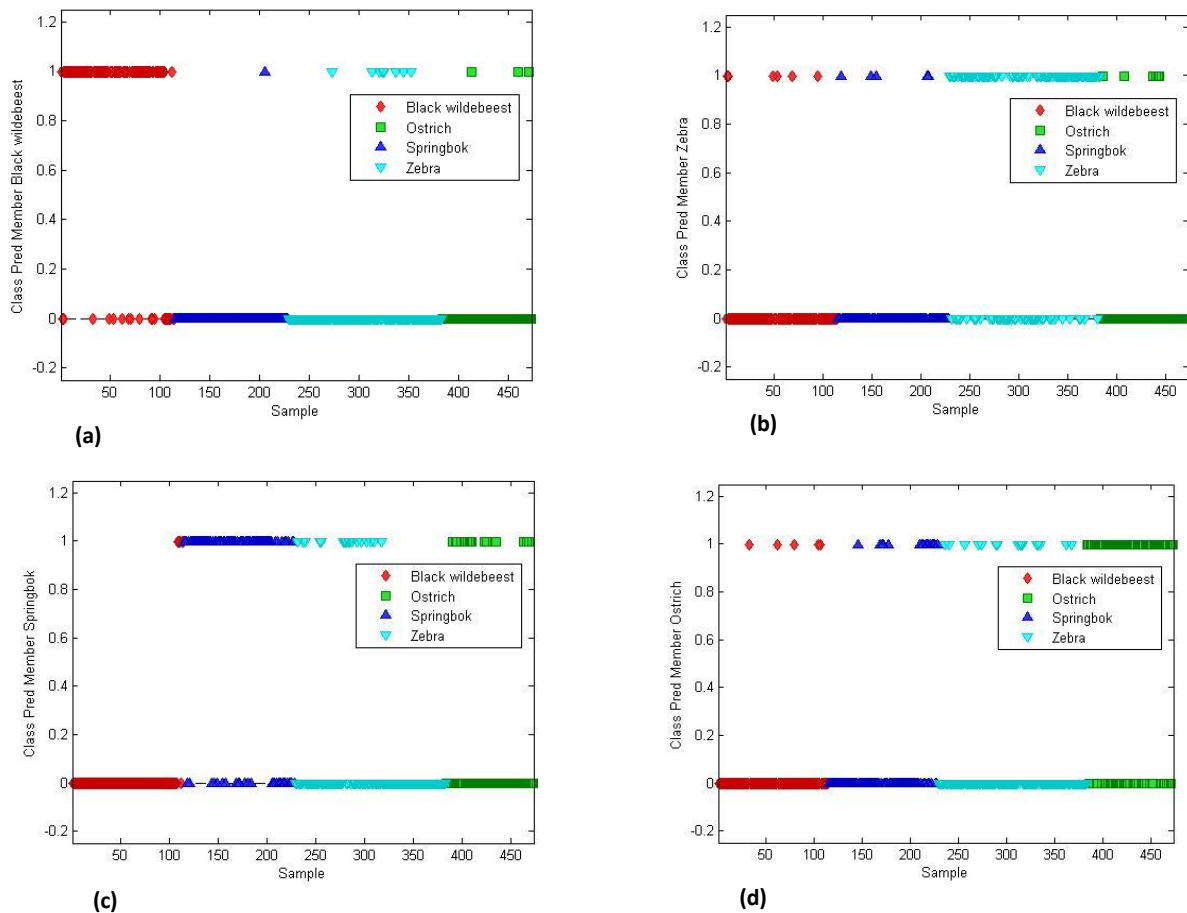 1.2
1
0.8
0.6
0.4
0.2
0
-0.2
Class Pred Member Black wildebeest
Black wildebeest
Ostrich
Springbok
Zebra
50 100 150 200 250 300 350 400 450
Sample
(a)
1.2
1
0.8
0.6
0.4
0.2
0
-0.2
Class Pred Member Zebra
Black wildebeest
Ostrich
Springbok
Zebra
50 100 150 200 250 300 350 400 450
Sample
(b)
1.2
1
0.8
0.6
0.4
0.2
0
-0.2
Class Pred Member Springbok
Black wildebeest
Ostrich
Springbok
Zebra
50 100 150 200 250 300 350 400 450
Sample
(c)
1.2
1
0.8
0.6
0.4
0.2
0
-0.2
Class Pred Member Ostrich
Black wildebeest
Ostrich
Springbok
Zebra
50 100 150 200 250 300 350 400 450
Sample
(d)